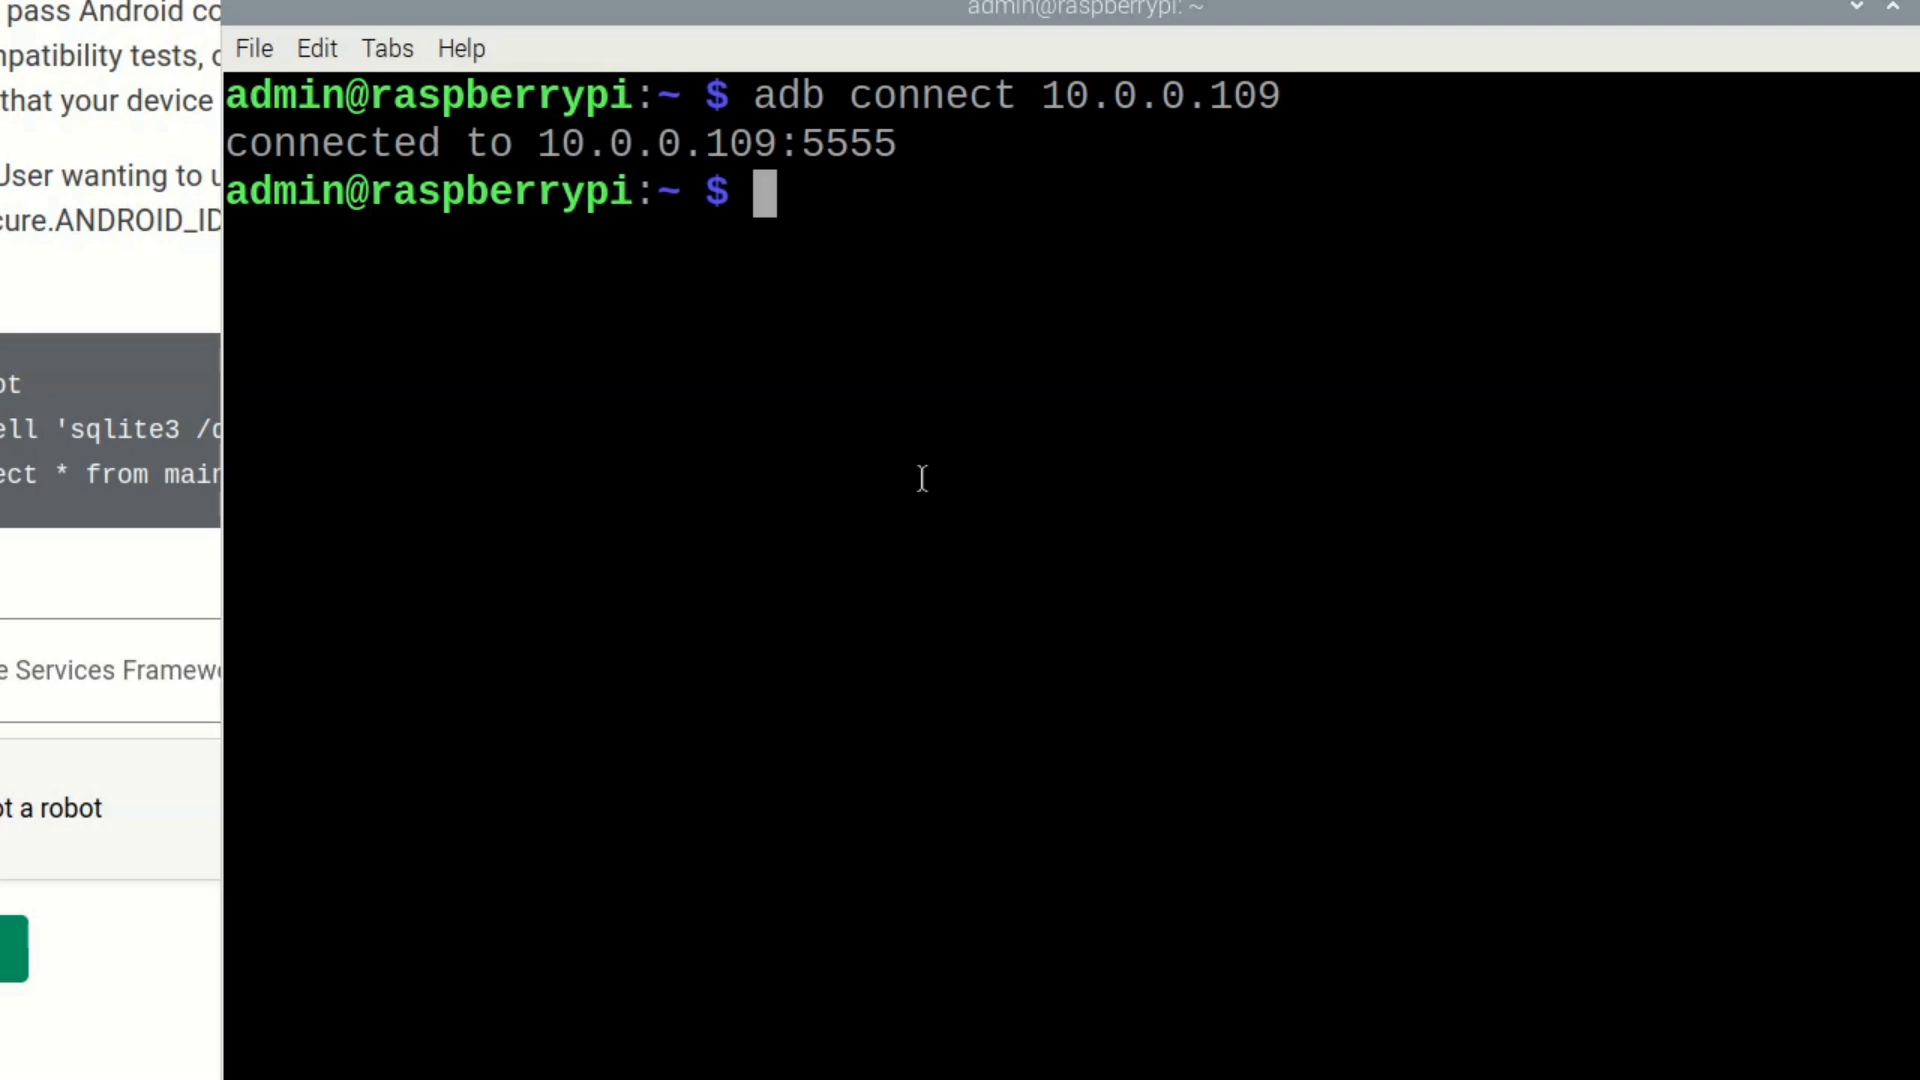 admin@raspberrypi: ~
File Edit Tabs Help
admin@raspberrypi:~ $ adb connect 10.0.0.109
connected to 10.0.0.109:5555
admin@raspberrypi:~ $
pass Android co
npatibility tests, c
that your device
User wanting to u
cure.ANDROID_ID
ot
ell 'sqlite3 /d
ect * from main
e Services Framewo
ot a robot